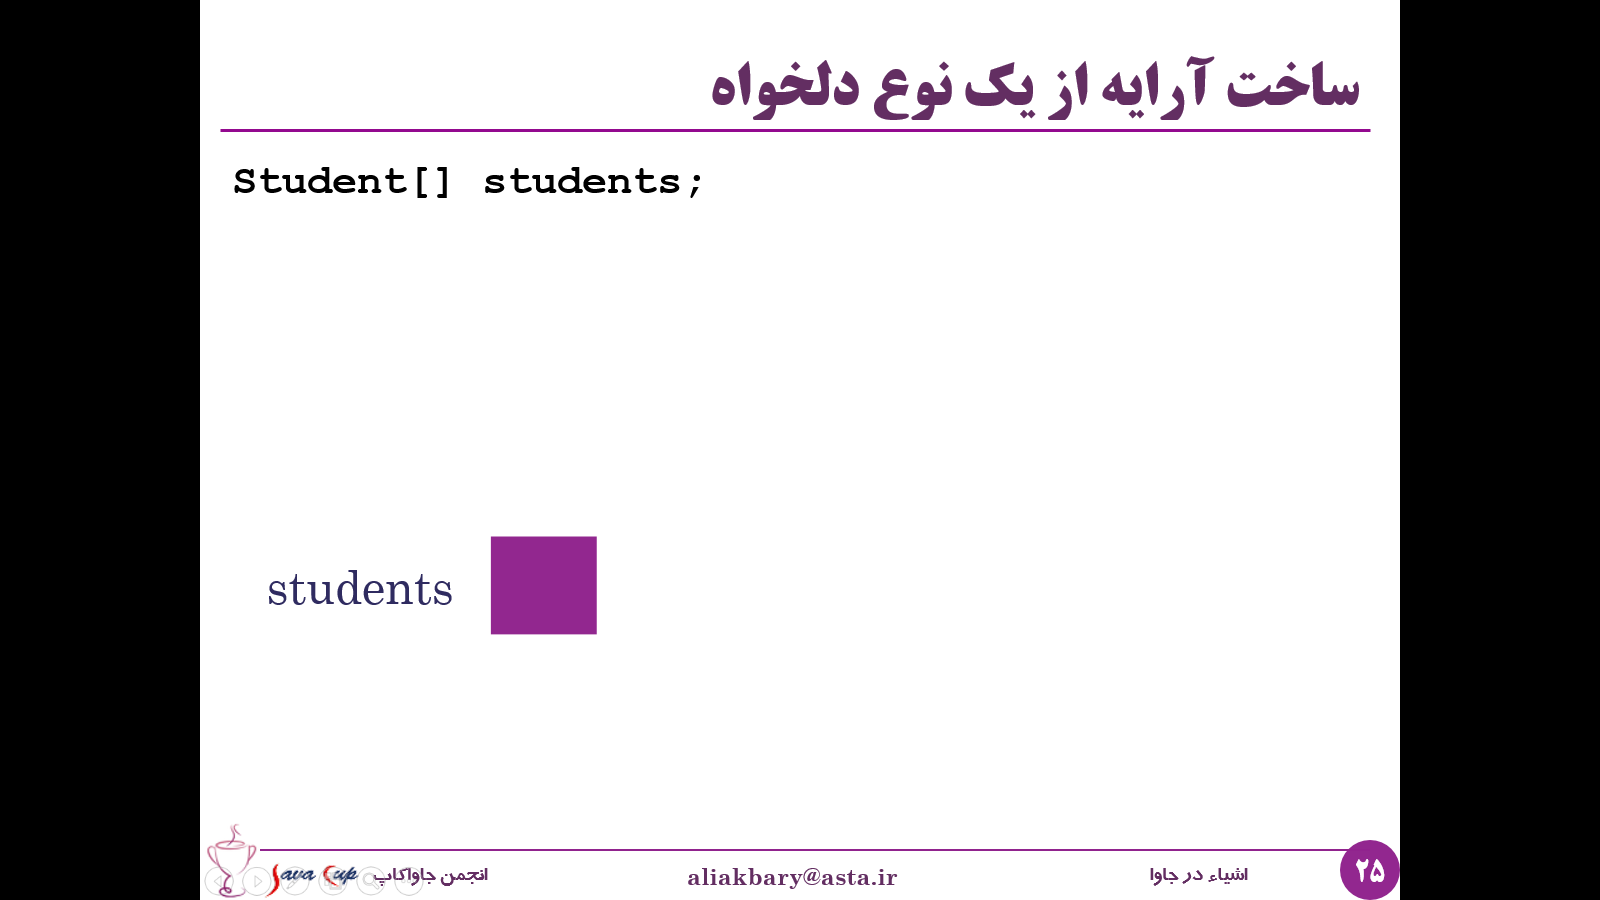 ساخت آرایه از یک نوع دلخواه
Student[] students;
students
Java Cup
انجمن جاواکاپ
aliakbary@asta.ir
اشیاء در جاوا
۲۵